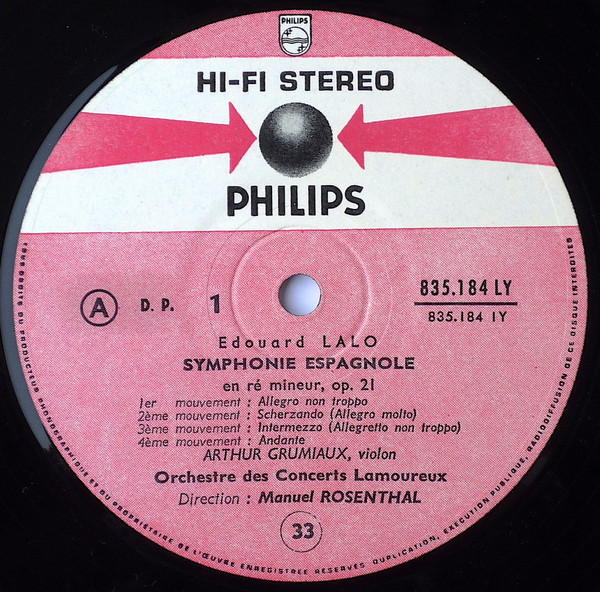 PHILIPS
HI-FI STEREO
PHILIPS
A D. P. 1 835.184 LY
835.184 1Y
Edouard LALO
SYMPHONIE ESPAGNOLE
en ré mineur, op. 21
1er mouvement : Allegro non troppo
2ème mouvement : Scherzando (Allegro molto)
3ème mouvement : Intermezzo (Allegretto non troppo)
4ème mouvement : Andante
ARTHUR GRUMIAUX, violon
Orchestre des Concerts Lamoureux
Direction : Manuel ROSENTHAL
33
TOUS DROITS DU PRODUCTEUR PHONOGRAPHIQUE ET DU PROPRIÉTAIRE DE L'ŒUVRE ENREGISTRÉE RÉSERVÉS DUPLICATION, EXÉCUTION PUBLIQUE, RADIODIFFUSION DE CE DISQUE INTERDITES